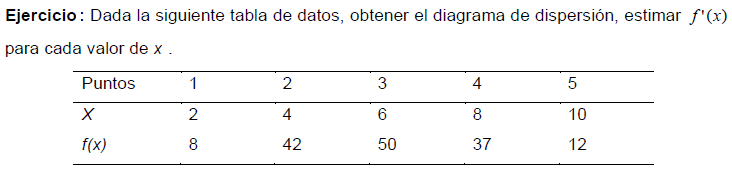 Ejercicio: Dada la siguiente tabla de datos, obtener el diagrama de dispersión, estimar f'(x)
para cada valor de x .
Puntos 1 2 3 4 5
X 2 4 6 8 10
f(x) 8 42 50 37 12